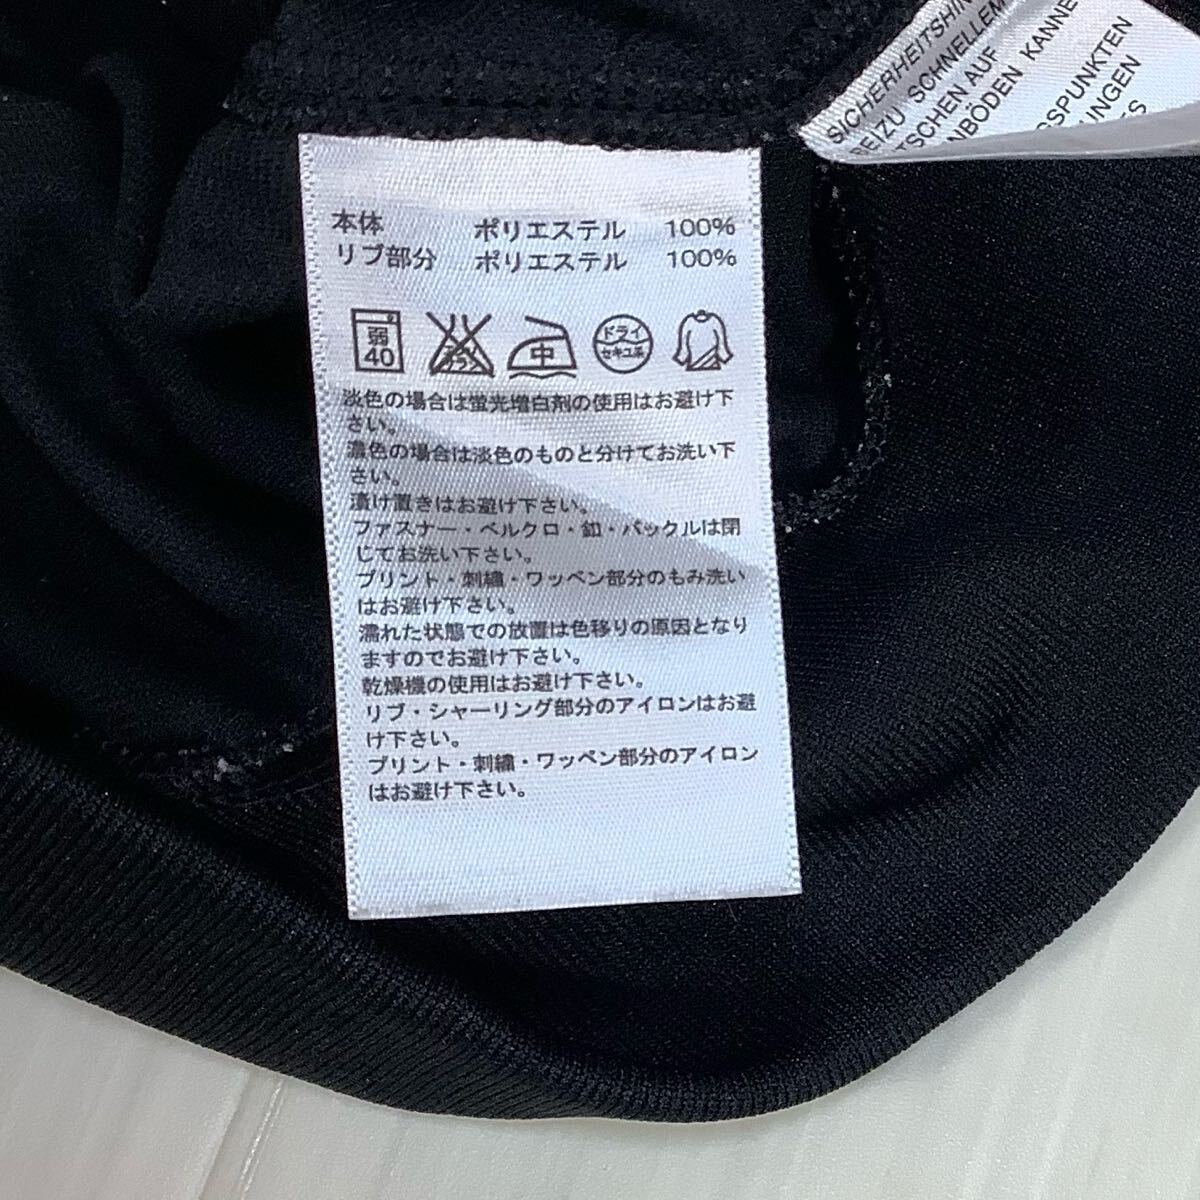 本体 ポリエステル 100%
リブ部分 ポリエステル 100%
弱
40
中
ドライ
セキユ系
淡色の場合は蛍光増白剤の使用はお避け下
さい。
濃色の場合は淡色のものと分けてお洗い下
さい。
漬け置きはお避け下さい。
ファスナー・ベルクロ・釦・バックルは閉
じてお洗い下さい。
プリント・刺繍・ワッペン部分のもみ洗い
はお避け下さい。
濡れた状態での放置は色移りの原因となり
ますのでお避け下さい。
乾燥機の使用はお避け下さい。
リブ・シャーリング部分のアイロンはお避
け下さい。
プリント・刺繍・ワッペン部分のアイロン
はお避け下さい。
BEIZU SCHNELLEM
TSCHEN AUF
NBÖDEN KANNE
GSPUNKTEN